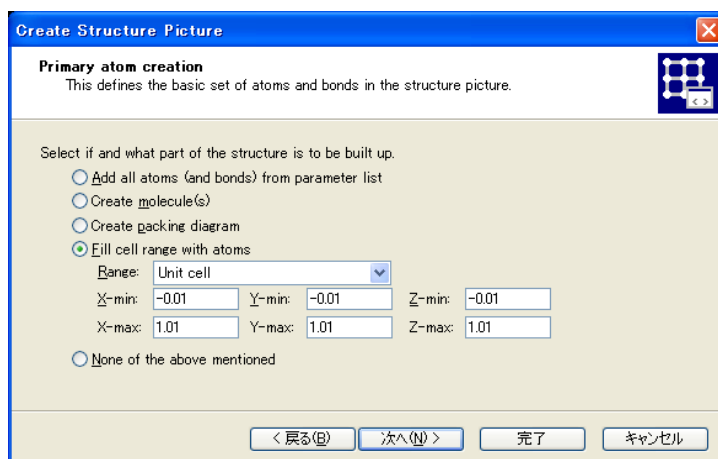 Create Structure Picture
Primary atom creation
This defines the basic set of atoms and bonds in the structure picture.
Select if and what part of the structure is to be built up.
Add all atoms (and bonds) from parameter list
Create molecule(s)
Create packing diagram
Fill cell range with atoms
Range: Unit cell
X-min: -0.01 Y-min: -0.01 Z-min: -0.01
X-max: 1.01 Y-max: 1.01 Z-max: 1.01
None of the above mentioned
< 戻る(B) 次へ(N) > 完了 キャンセル